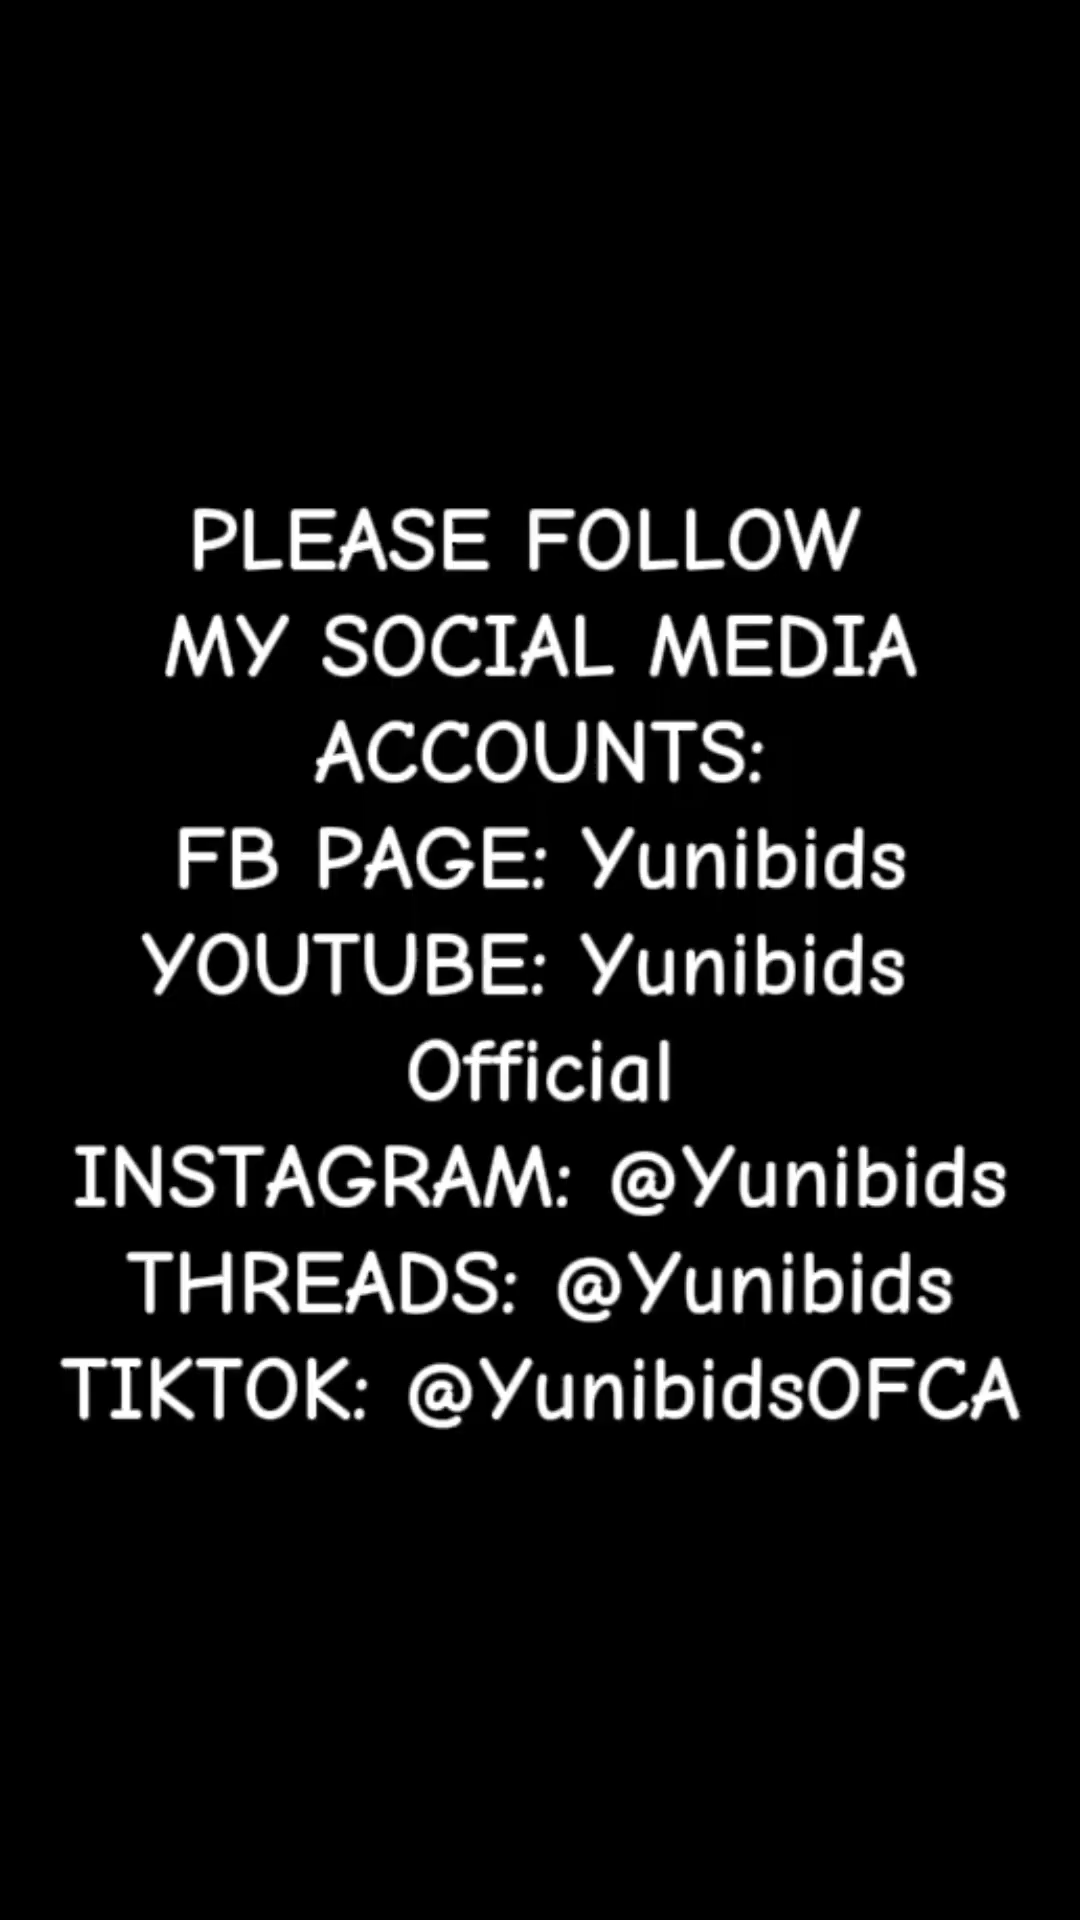 PLEASE FOLLOW
MY SOCIAL MEDIA
ACCOUNTS:
FB PAGE: Yunibids
YOUTUBE: Yunibids
Official
INSTAGRAM: @Yunibids
THREADS: @Yunibids
TIKTOK: @YunibidsOFCA